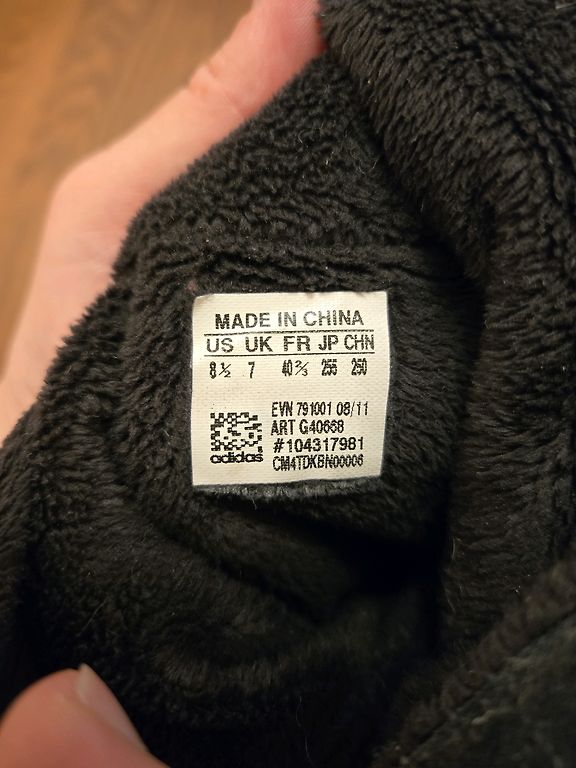 MADE IN CHINA
US UK FR JP CHN
8½ 7 40⅔ 255 250
EVN 791001 08/11
ART G40668
#104317981
adidas CM4TDKBN00006